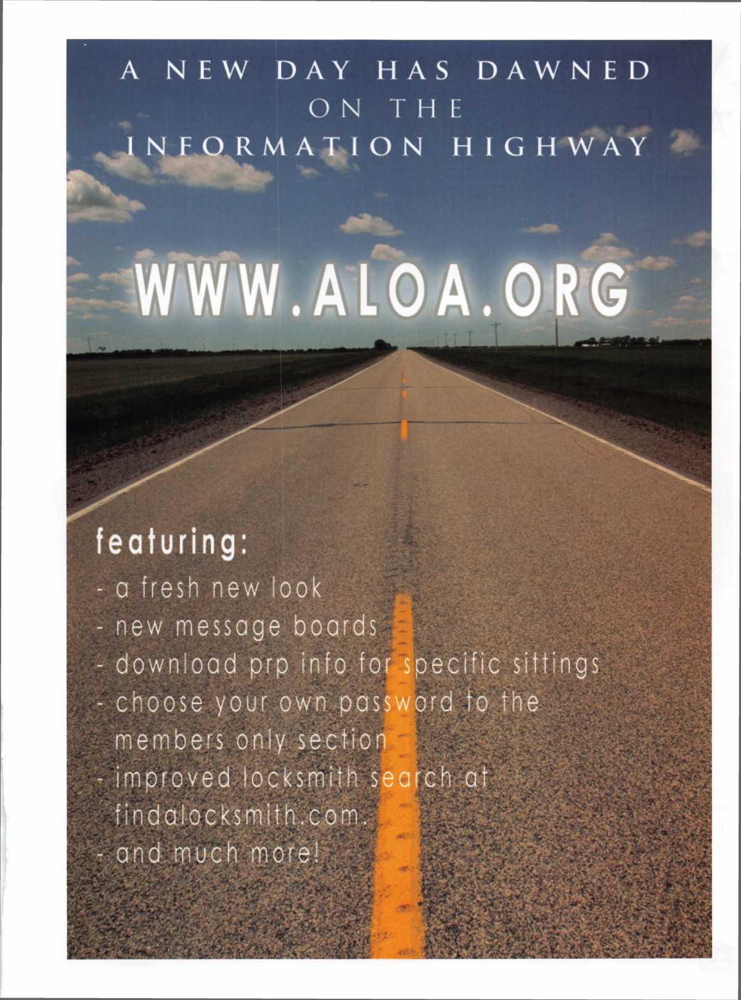 A NEW DAY HAS DAWNED
ON THE
INFORMATION HIGHWAY
WWW.ALOA.ORG
featuring:
- a fresh new look
- new message boards
- download prp info for specific sittings
- choose your own password to the
members only section
- improved locksmith search at
findalocksmith.com.
- and much more!